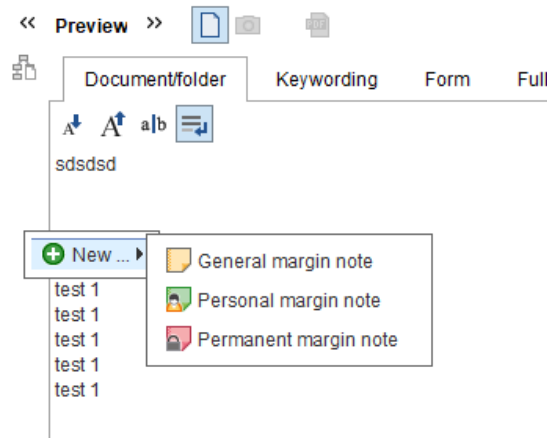 Preview
Document/folder Keywording Form Full
A A a|b
sdsdsd
New ...
General margin note
Personal margin note
Permanent margin note
test 1
test 1
test 1
test 1
test 1